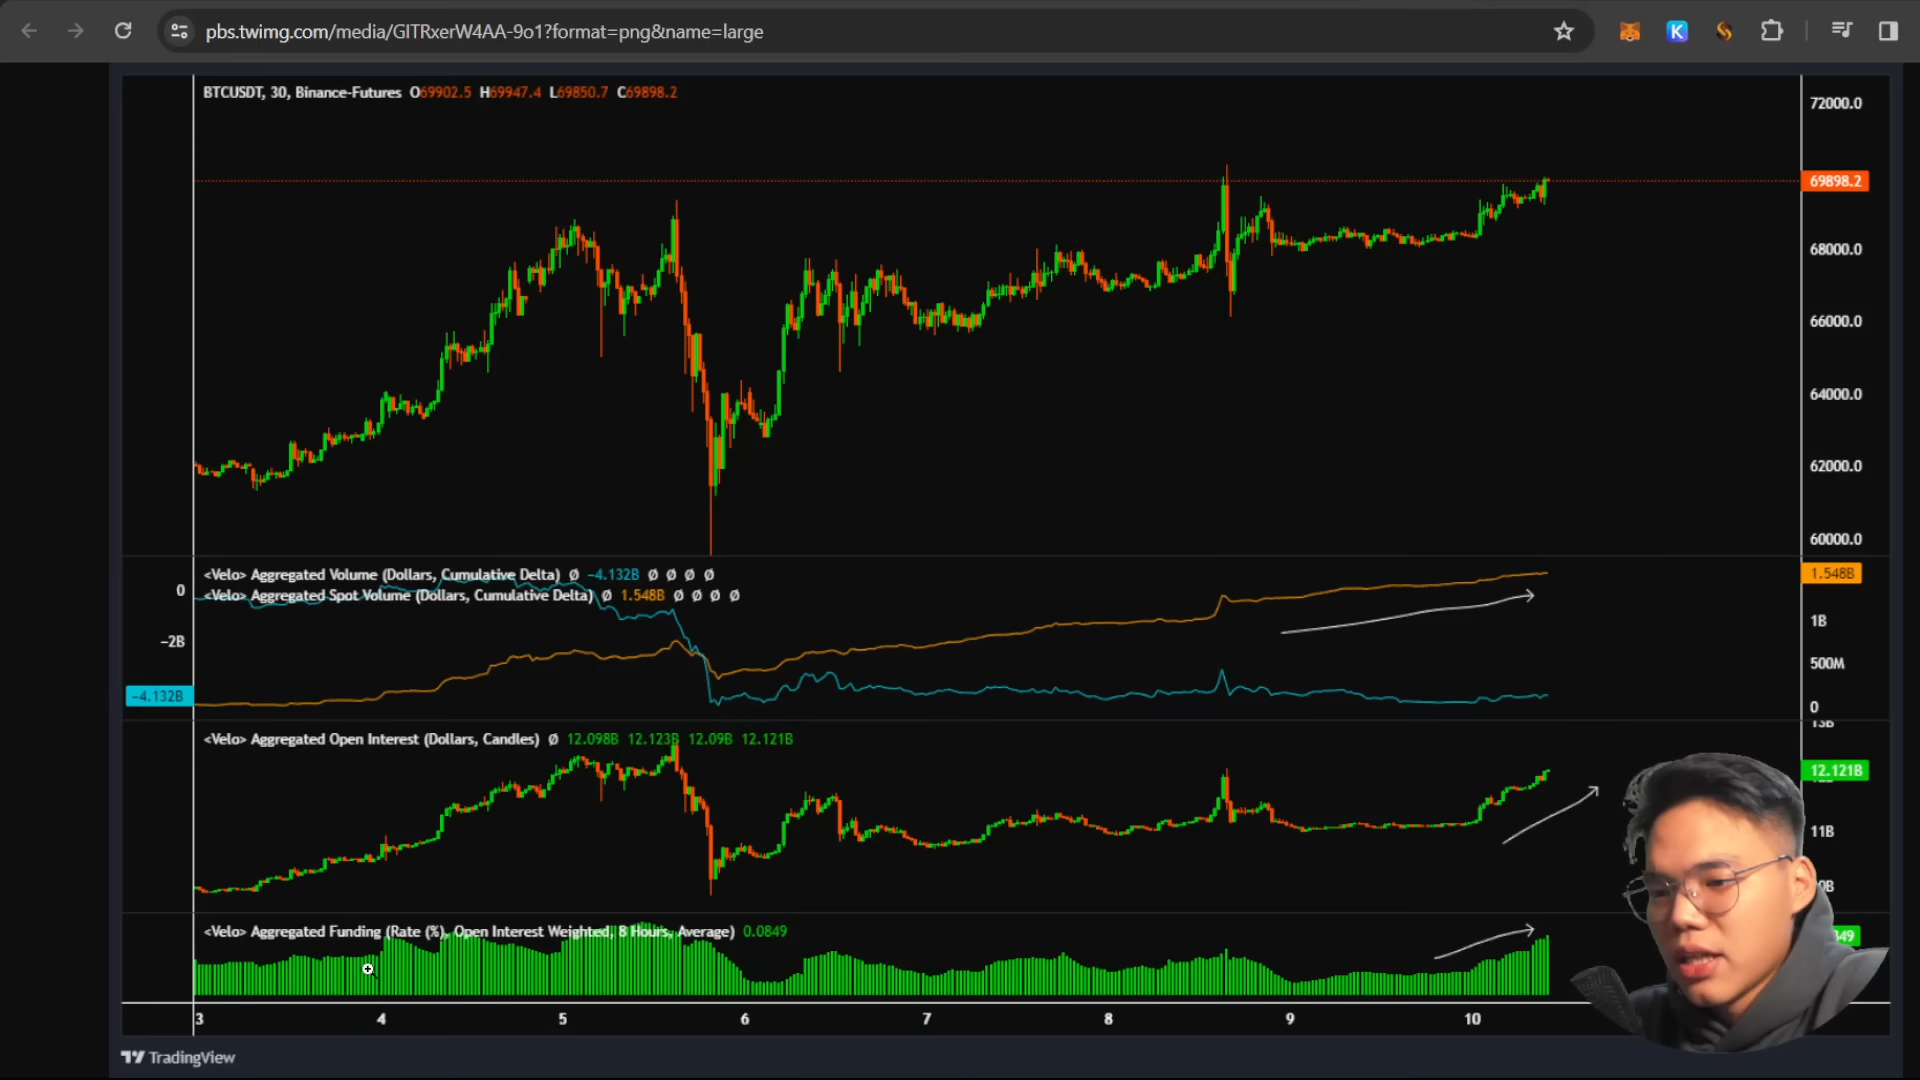 pbs.twimg.com/media/GITRxerW4AA-9o1?format=png&name=large
K
BTCUSDT, 30, Binance-Futures O69902.5 H69947.4 L69850.7 C69898.2
72000.0
69898.2
68000.0
66000.0
64000.0
62000.0
60000.0
<Velo> Aggregated Volume (Dollars, Cumulative Delta) Ø −4.132B Ø Ø Ø Ø
<Velo> Aggregated Spot Volume (Dollars, Cumulative Delta) Ø 1.548B Ø Ø Ø Ø
0
−2B
−4.132B
1.548B
1B
500M
0
<Velo> Aggregated Open Interest (Dollars, Candles) Ø 12.098B 12.123B 12.09B 12.121B
13B
12.121B
11B
<Velo> Aggregated Funding (Rate (%), Open Interest Weighted, 8 Hours, Average) 0.0849
3 4 5 6 7 8 9 10
TradingView